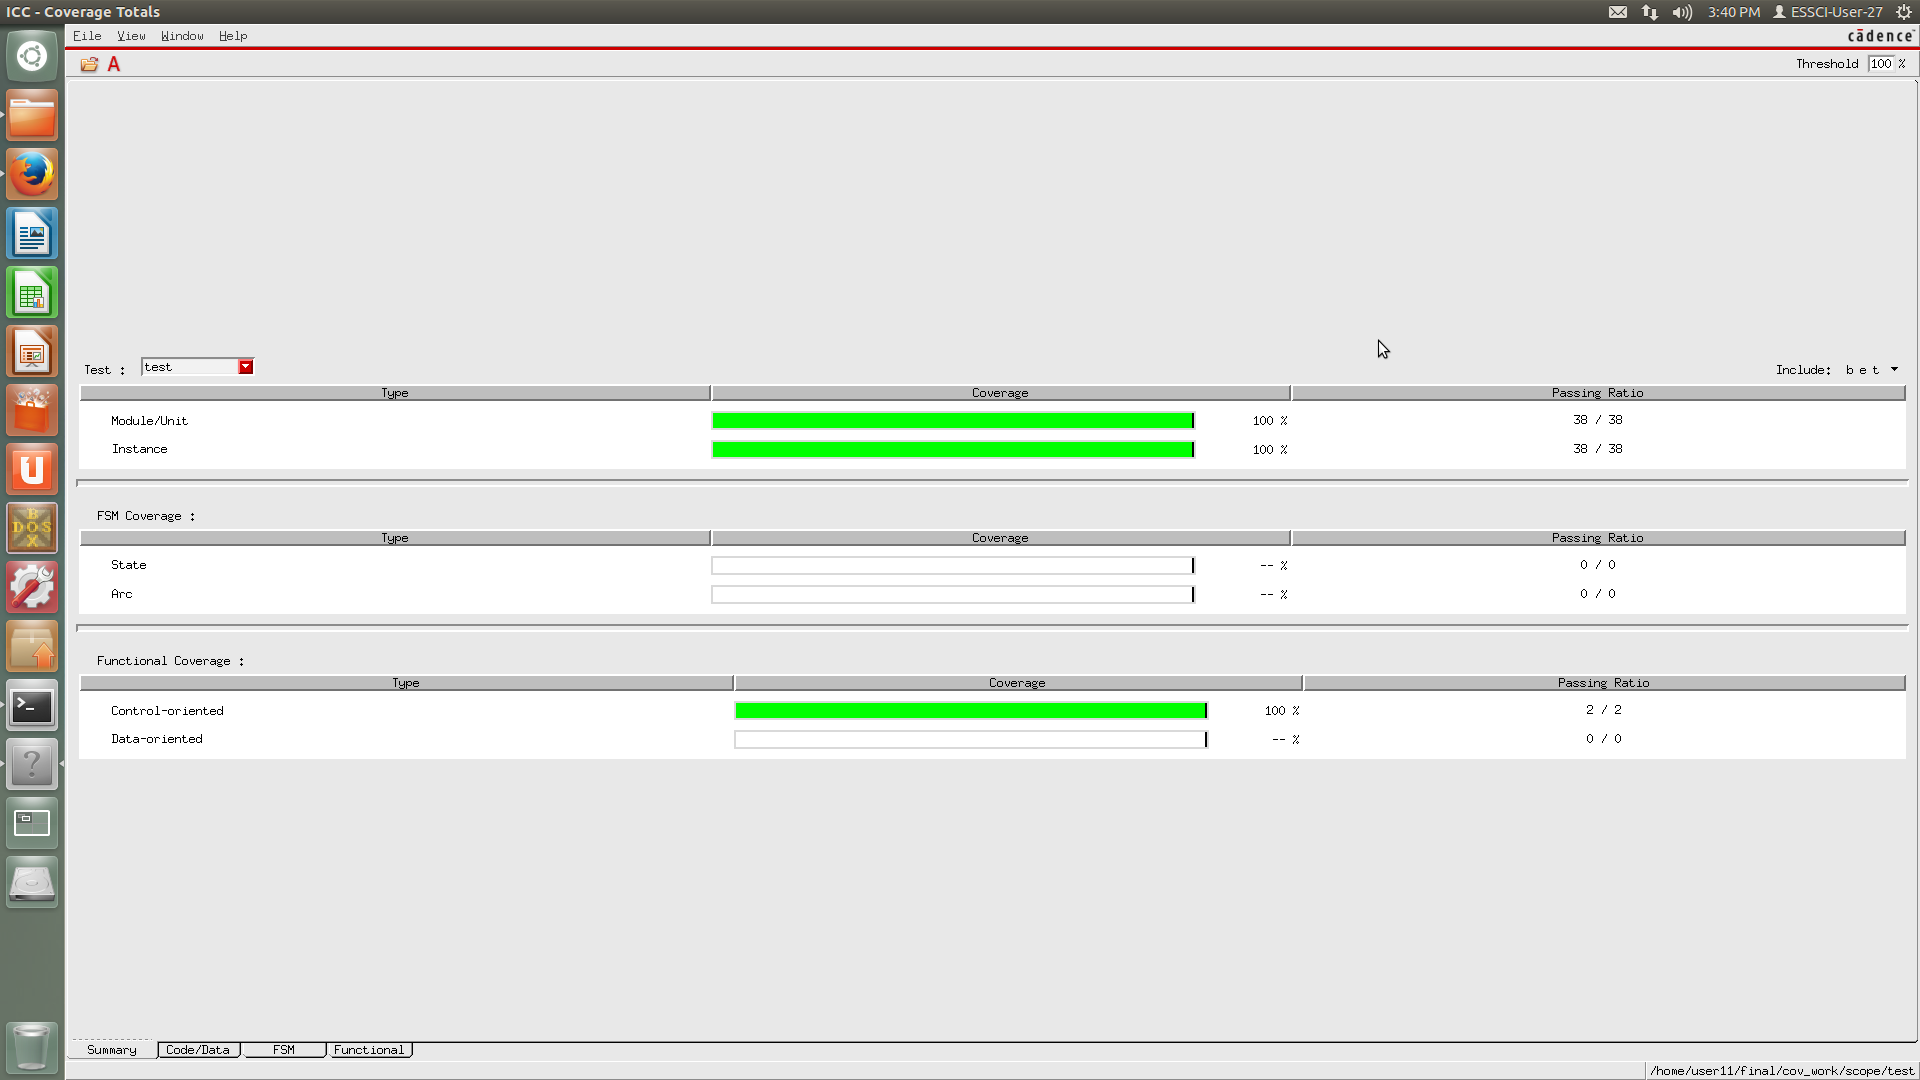 ICC - Coverage Totals
3:40 PM ESSCI-User-27
File View Window Help
cādence
A
Threshold 100 %
Test : test
Include: b e t
Type Coverage Passing Ratio
Module/Unit 100 % 38 / 38
Instance 100 % 38 / 38
FSM Coverage :
Type Coverage Passing Ratio
State -- % 0 / 0
Arc -- % 0 / 0
Functional Coverage :
Type Coverage Passing Ratio
Control-oriented 100 % 2 / 2
Data-oriented -- % 0 / 0
B
DOS
X
Summary Code/Data FSM Functional
/home/user11/final/cov_work/scope/test